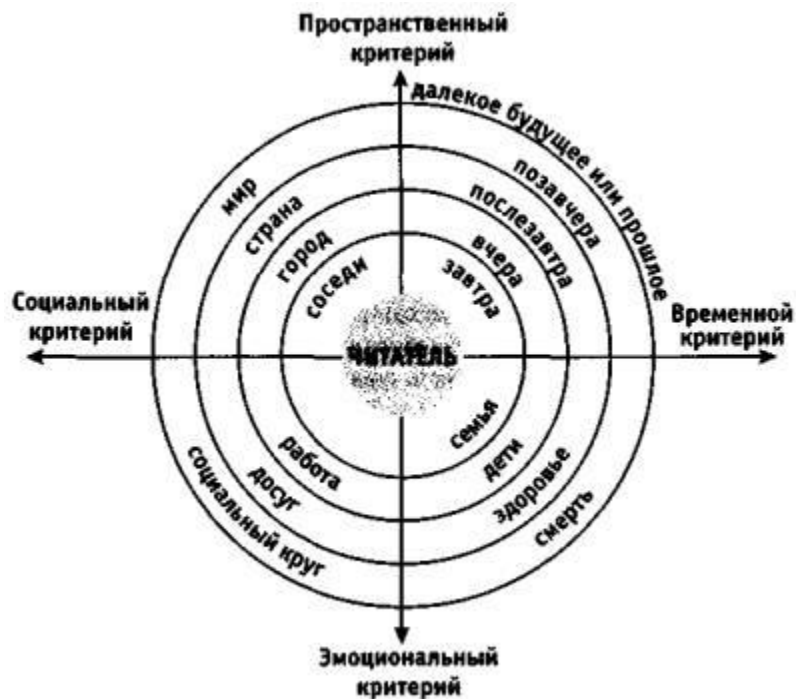 Пространственный
критерий
далекое будущее или прошлое
позавчера
послезавтра
вчера
завтра
мир
страна
город
соседи
Социальный
критерий
ЧИТАТЕЛЬ
Временной
критерий
семья
дети
здоровье
смерть
работа
досуг
социальный круг
Эмоциональный
критерий